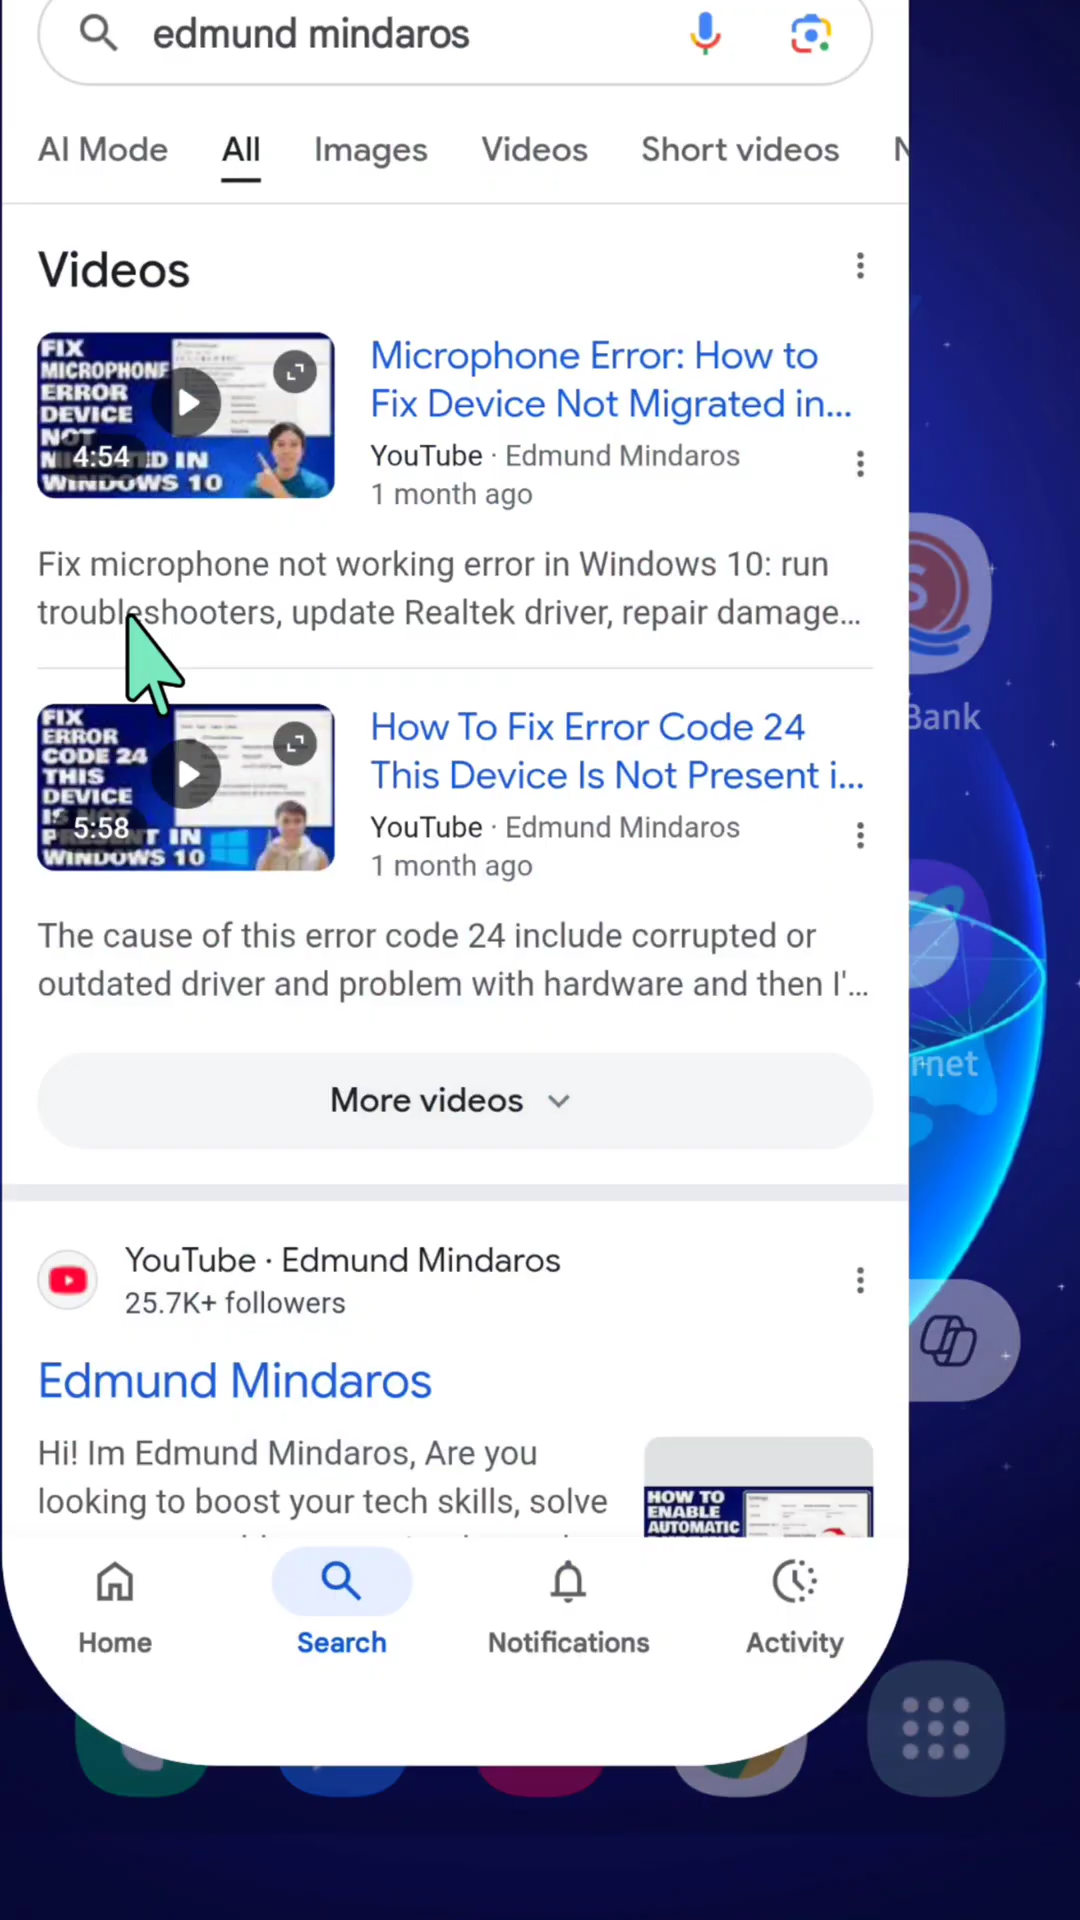 edmund mindaros
AI Mode
All
Images
Videos
Short videos
Videos
FIX
MICROPHONE
ERROR
DEVICE
NOT
4:54
ED IN
WINDOWS 10
Microphone Error: How to
Fix Device Not Migrated in...
YouTube · Edmund Mindaros
1 month ago
Fix microphone not working error in Windows 10: run
troubleshooters, update Realtek driver, repair damage...
FIX
ERROR
CODE 24
THIS
DEVICE
5:58
T IN
WINDOWS 10
How To Fix Error Code 24
This Device Is Not Present i...
YouTube · Edmund Mindaros
1 month ago
The cause of this error code 24 include corrupted or
outdated driver and problem with hardware and then I'...
More videos
YouTube · Edmund Mindaros
25.7K+ followers
Edmund Mindaros
Hi! Im Edmund Mindaros, Are you
looking to boost your tech skills, solve
HOW TO
ENABLE
AUTOMATIC
Home
Search
Notifications
Activity
S
Bank
rnet